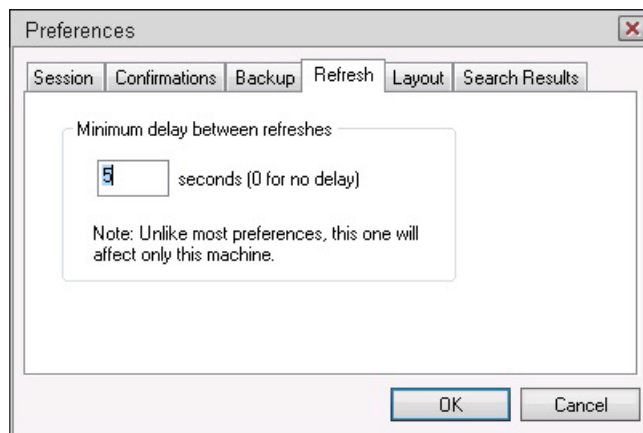 Preferences
Session Confirmations Backup Refresh Layout Search Results
Minimum delay between refreshes
5 seconds (0 for no delay)
Note: Unlike most preferences, this one will
affect only this machine.
OK Cancel